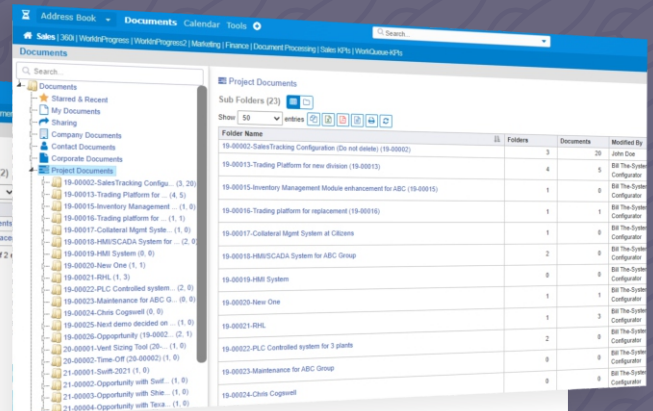 Address Book Documents Calendar Tools
Search...
Sales | 360i | WorkInProgress | WorkInProgress2 | Marketing | Finance | Document Processing | Sales KPIs | WorkQueue-KPIs
Documents
Search...
Documents
Starred & Recent
My Documents
Sharing
Company Documents
Contact Documents
Corporate Documents
Project Documents
19-00002-SalesTracking Configu... (3, 20)
19-00013-Trading Platform for ... (4, 5)
19-00015-Inventory Management ... (1, 0)
19-00016-Trading platform for ... (1, 1)
19-00017-Collateral Mgmt Syste... (1, 0)
19-00018-HMI/SCADA System for ... (2, 0)
19-00019-HMI System (0, 0)
19-00020-New One (1, 1)
19-00021-RHL (1, 3)
19-00022-PLC Controlled system... (2, 0)
19-00023-Maintenance for ABC G... (0, 0)
19-00024-Chris Cogswell (0, 0)
19-00025-Next demo decided on ... (1, 0)
19-00026-Opportunity (19-0002... (2, 1)
20-00001-Vent Sizing Tool (20-... (1, 0)
20-00002-Time-Off (20-00002) (1, 0)
21-00001-Swift-2021 (1, 0)
21-00002-Opportunity with Swif... (1, 0)
21-00003-Opportunity with Shie... (1, 0)
21-00004-Opportunity with Texa... (1, 0)
Project Documents
Sub Folders (23)
Show 50 entries
Folder Name Folders Documents Modified By
19-00002-SalesTracking Configuration (Do not delete) (19-00002) 3 20 John Doe
19-00013-Trading Platform for new division (19-00013) 4 5 Bill The-System
Configurator
19-00015-Inventory Management Module enhancement for ABC (19-00015) 1 0 Bill The-System
Configurator
19-00016-Trading platform for replacement (19-00016) 1 1 Bill The-System
Configurator
19-00017-Collateral Mgmt System at Citizens 1 0 Bill The-System
Configurator
19-00018-HMI/SCADA System for ABC Group 2 0 Bill The-System
Configurator
19-00019-HMI System 0 0 Bill The-System
Configurator
19-00020-New One 1 1 Bill The-System
Configurator
19-00021-RHL 1 3 Bill The-System
Configurator
19-00022-PLC Controlled system for 3 plants 2 0 Bill The-System
Configurator
19-00023-Maintenance for ABC Group 0 0 Bill The-System
Configurator
19-00024-Chris Cogswell 0 0 Bill The-System
Configurator